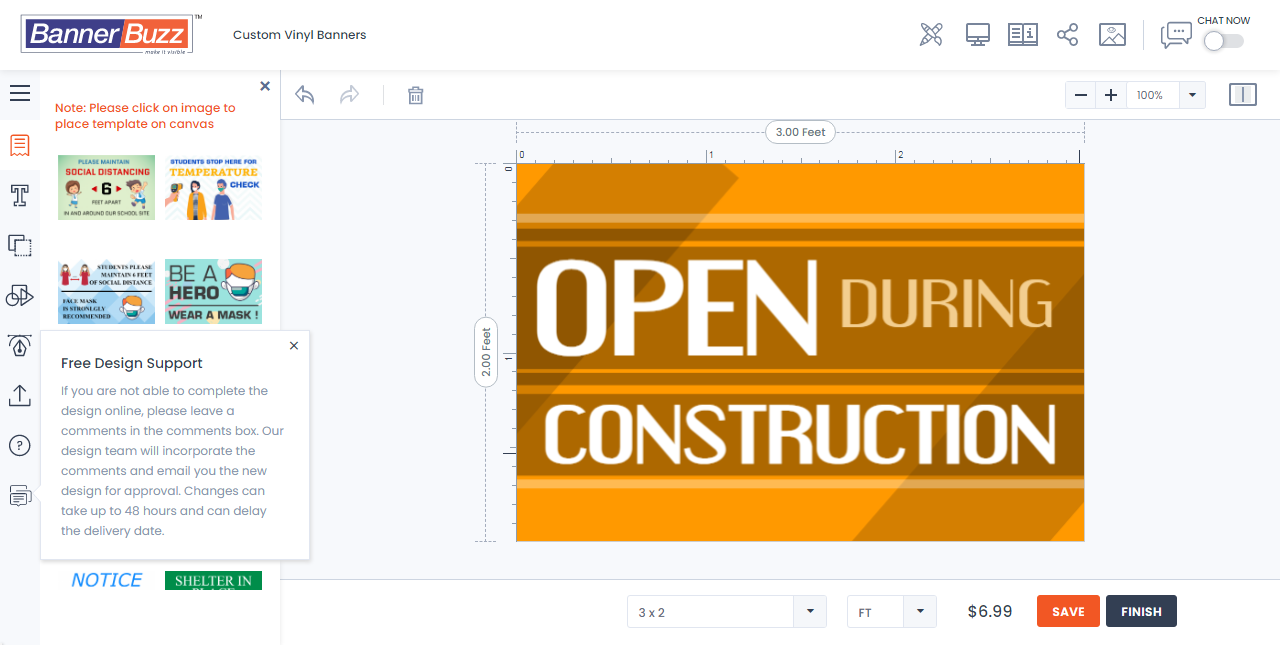 BannerBuzz TM
make it visible
Custom Vinyl Banners
CHAT NOW
Note: Please click on image to
place template on canvas
PLEASE MAINTAIN
SOCIAL DISTANCING
6
FEET APART
IN AND AROUND OUR SCHOOL SITE
STUDENTS STOP HERE FOR
TEMPERATURE
CHECK
STUDENTS PLEASE
MAINTAIN 6 FEET
OF SOCIAL DISTANCE
FACE MASK
IS STRONLGLY
RECOMMENDED
BE A
HERO
WEAR A MASK !
Free Design Support
If you are not able to complete the
design online, please leave a
comments in the comments box. Our
design team will incorporate the
comments and email you the new
design for approval. Changes can
take up to 48 hours and can delay
the delivery date.
NOTICE
SHELTER IN
PLACE
100%
3.00 Feet
0 1 2
0
1
2.00 Feet
OPEN DURING
CONSTRUCTION
3 x 2
FT
$6.99
SAVE
FINISH